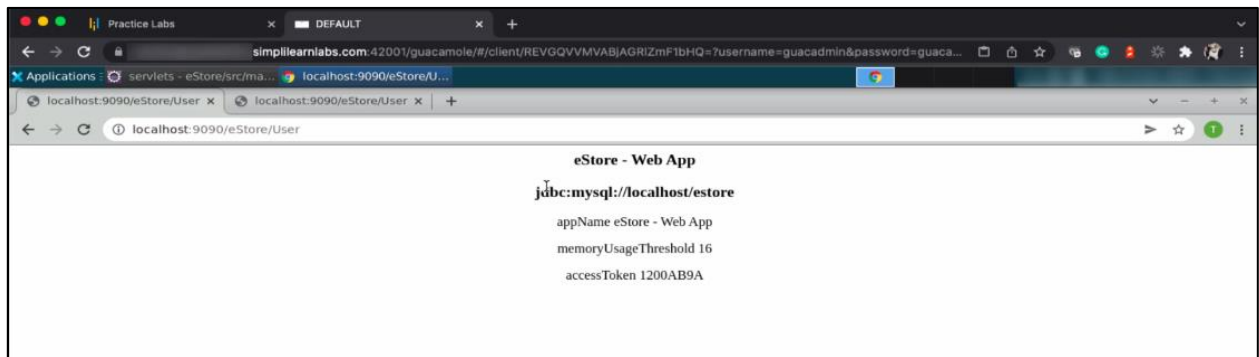 Practice Labs
DEFAULT
simplilearnlabs.com:42001/guacamole/#/client/REVGQVVMVABjAGRlZmF1bHQ=?username=guacadmin&password=guaca...
Applications
servlets - eStore/src/ma...
localhost:9090/eStore/U...
localhost:9090/eStore/User
localhost:9090/eStore/User
localhost:9090/eStore/User
T
eStore - Web App
jdbc:mysql://localhost/estore
appName eStore - Web App
memoryUsageThreshold 16
accessToken 1200AB9A